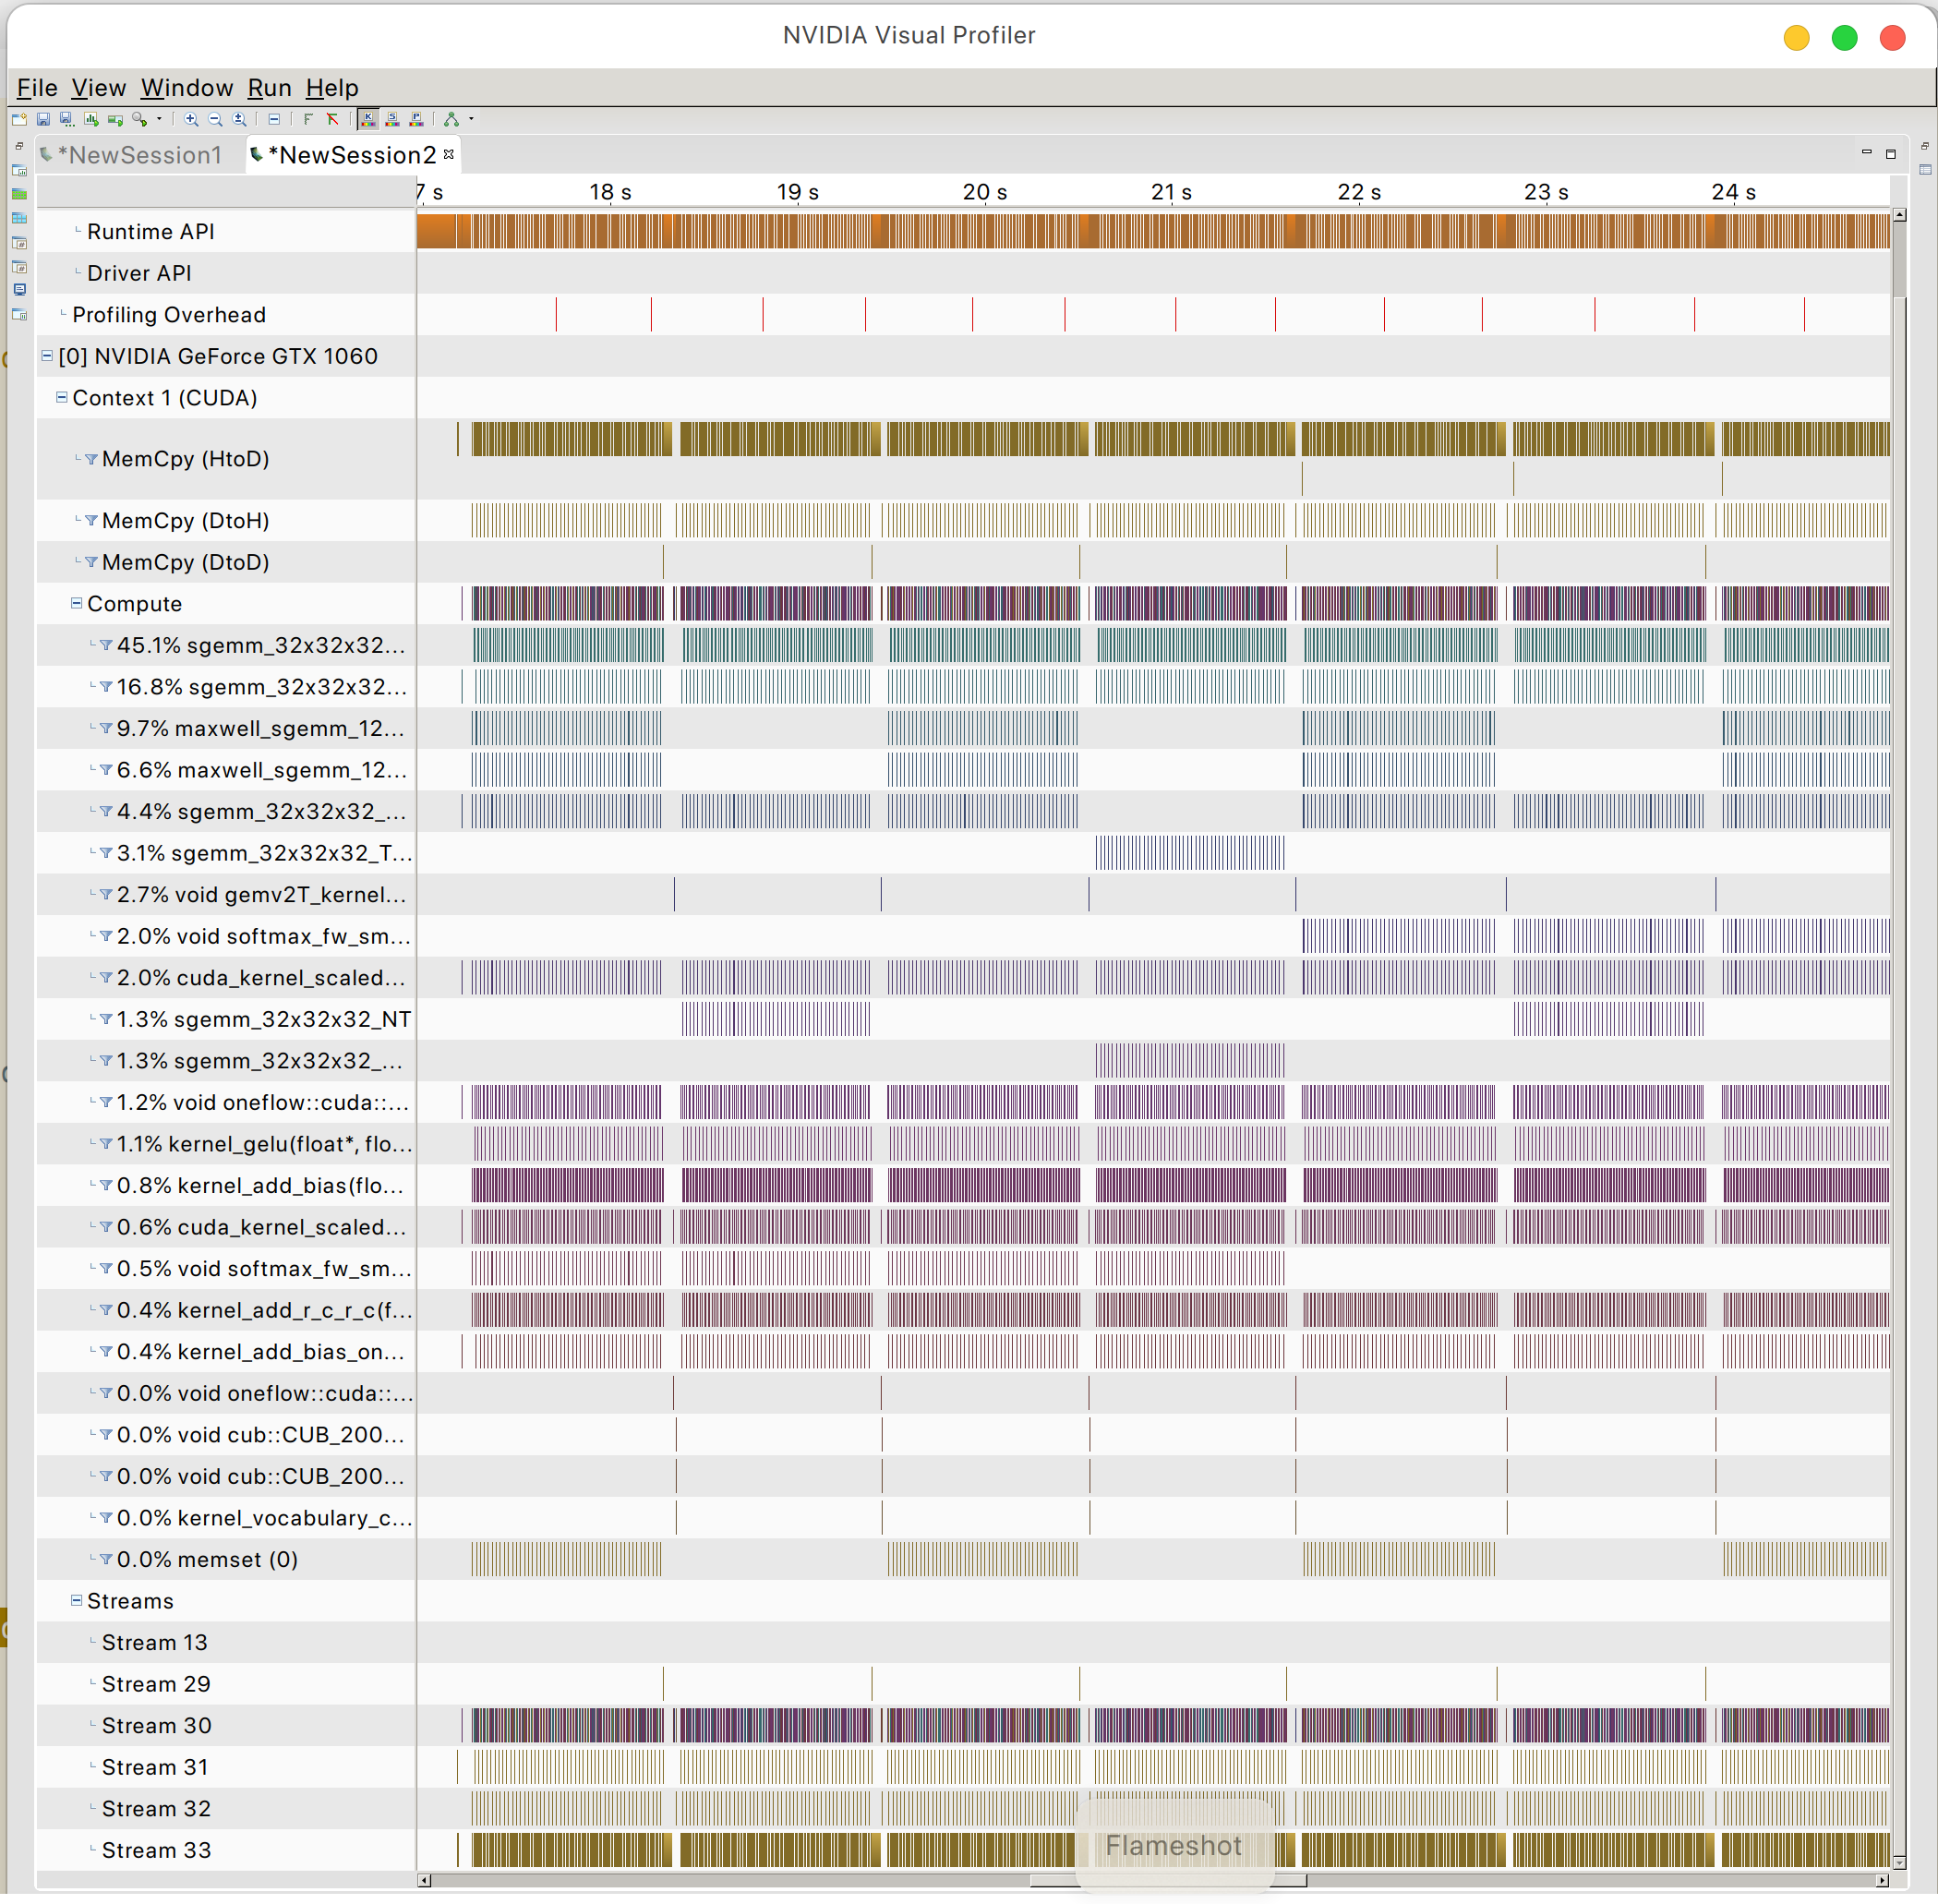 NVIDIA Visual Profiler
File View Window Run Help
*NewSession1 *NewSession2
7 s 18 s 19 s 20 s 21 s 22 s 23 s 24 s
Runtime API
Driver API
Profiling Overhead
[0] NVIDIA GeForce GTX 1060
Context 1 (CUDA)
MemCpy (HtoD)
MemCpy (DtoH)
MemCpy (DtoD)
Compute
45.1% sgemm_32x32x32...
16.8% sgemm_32x32x32...
9.7% maxwell_sgemm_12...
6.6% maxwell_sgemm_12...
4.4% sgemm_32x32x32_...
3.1% sgemm_32x32x32_T...
2.7% void gemv2T_kernel...
2.0% void softmax_fw_sm...
2.0% cuda_kernel_scaled...
1.3% sgemm_32x32x32_NT
1.3% sgemm_32x32x32_...
1.2% void oneflow::cuda::...
1.1% kernel_gelu(float*, flo...
0.8% kernel_add_bias(flo...
0.6% cuda_kernel_scaled...
0.5% void softmax_fw_sm...
0.4% kernel_add_r_c_r_c(f...
0.4% kernel_add_bias_on...
0.0% void oneflow::cuda::...
0.0% void cub::CUB_200...
0.0% void cub::CUB_200...
0.0% kernel_vocabulary_c...
0.0% memset (0)
Streams
Stream 13
Stream 29
Stream 30
Stream 31
Stream 32
Stream 33
Flameshot